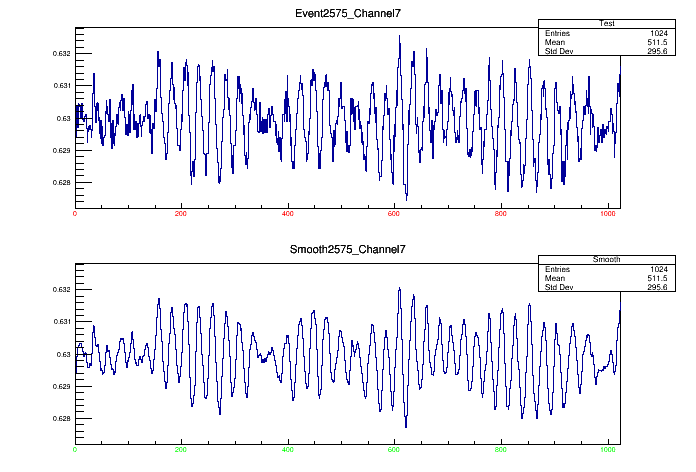 Event2575_Channel7
Test
Entries 1024
Mean 511.5
Std Dev 295.6
0.632
0.631
0.63
0.629
0.628
0 200 400 600 800 1000
Smooth2575_Channel7
Smooth
Entries 1024
Mean 511.5
Std Dev 295.6
0.632
0.631
0.63
0.629
0.628
0 200 400 600 800 1000